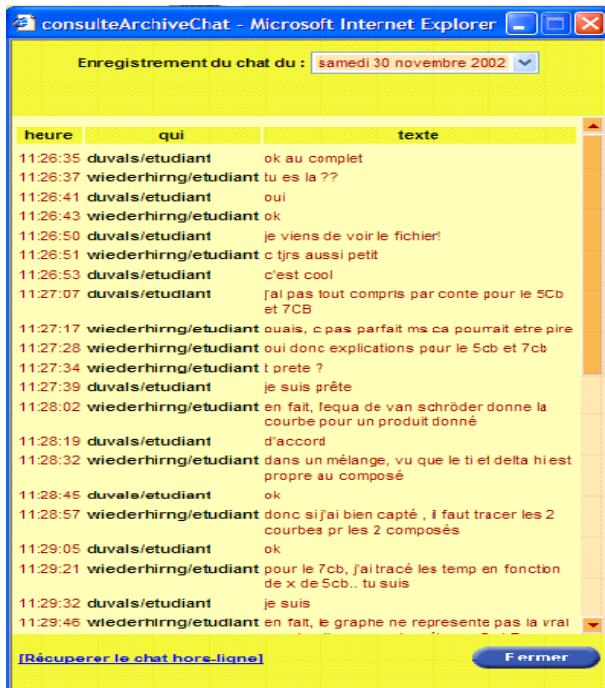 consulteArchiveChat - Microsoft Internet Explorer
Enregistrement du chat du : samedi 30 novembre 2002
heure qui texte
11:26:35 duvals/etudiant ok au complet
11:26:37 wiederhirng/etudiant tu es la ??
11:26:41 duvals/etudiant oui
11:26:43 wiederhirng/etudiant ok
11:26:50 duvals/etudiant je viens de voir le fichier!
11:26:51 wiederhirng/etudiant c tjrs aussi petit
11:26:53 duvals/etudiant c'est cool
11:27:07 duvals/etudiant j'ai pas tout compris par conte pour le 5Cb
et 7CB
11:27:17 wiederhirng/etudiant ouais, c pas parfait ms ca pourrait etre pire
11:27:28 wiederhirng/etudiant oui donc explications pour le 5cb et 7cb
11:27:34 wiederhirng/etudiant t prete ?
11:27:39 duvals/etudiant je suis prête
11:28:02 wiederhirng/etudiant en fait, l'equa de van schröder donne la
courbe pour un produit donné
11:28:19 duvals/etudiant d'accord
11:28:32 wiederhirng/etudiant dans un mélange, vu que le ti et delta hi est
propre au composé
11:28:45 duvals/etudiant ok
11:28:57 wiederhirng/etudiant donc si j'ai bien capté , il faut tracer les 2
courbes pr les 2 composés
11:29:05 duvals/etudiant ok
11:29:21 wiederhirng/etudiant pour le 7cb, j'ai tracé les temp en fonction
de x de 5cb.. tu suis
11:29:32 duvals/etudiant je suis
11:29:46 wiederhirng/etudiant en fait, le graphe ne represente pas la vrai
[Récuperer le chat hors-ligne] Fermer